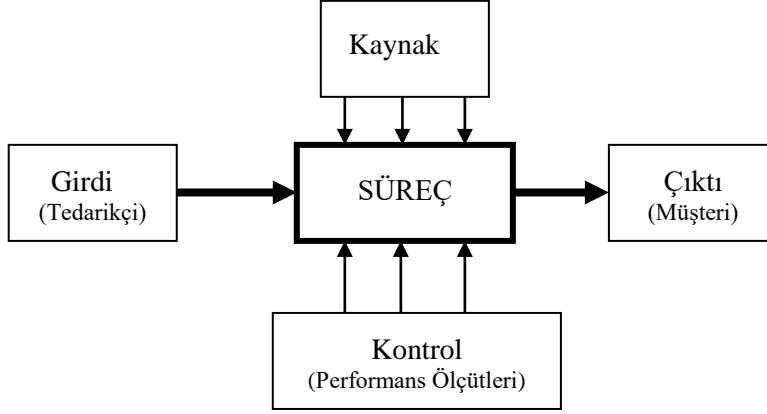 Kaynak
Girdi
(Tedarikçi)
SÜREÇ
Çıktı
(Müşteri)
Kontrol
(Performans Ölçütleri)